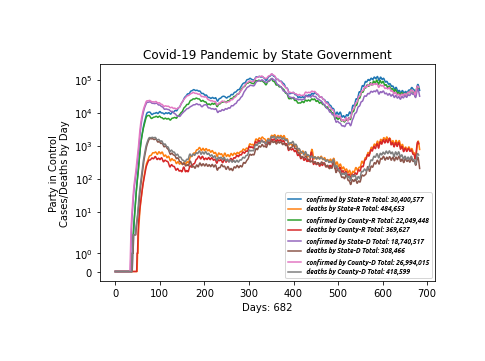 Covid-19 Pandemic by State Government
Party in Control
Cases/Deaths by Day
10⁵
10⁴
10³
10²
10¹
10⁰
0
confirmed by State-R Total: 30,400,577
deaths by State-R Total: 484,653
confirmed by County-R Total: 22,049,448
deaths by County-R Total: 369,627
confirmed by State-D Total: 18,740,517
deaths by State-D Total: 308,466
confirmed by County-D Total: 26,994,015
deaths by County-D Total: 418,599
0 100 200 300 400 500 600 700
Days: 682